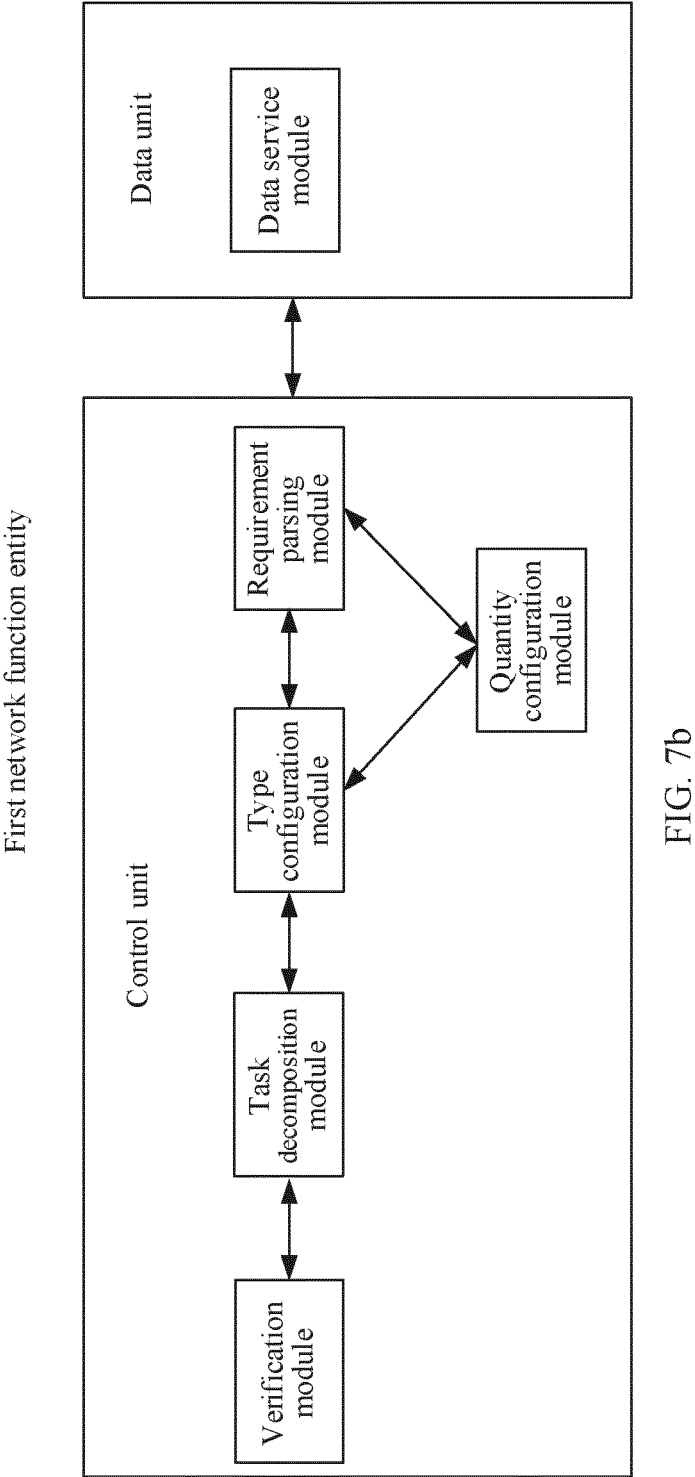 First network function entity
Control unit
Data unit
Verification
module
Task
decomposition
module
Type
configuration
module
Requirement
parsing
module
Data service
module
Quantity
configuration
module
FIG. 7b